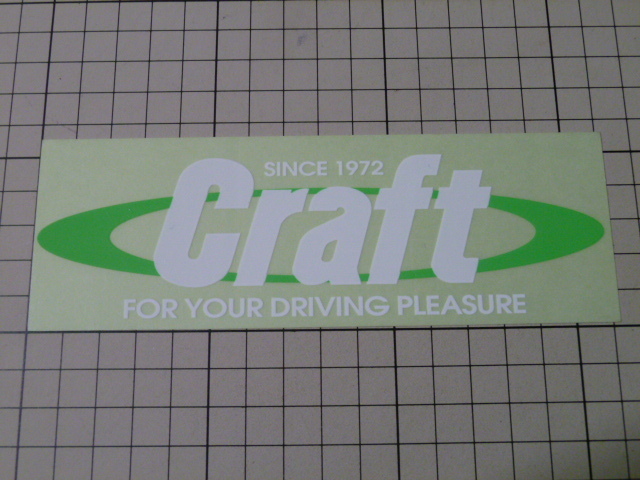 SINCE 1972
Craft
FOR YOUR DRIVING PLEASURE